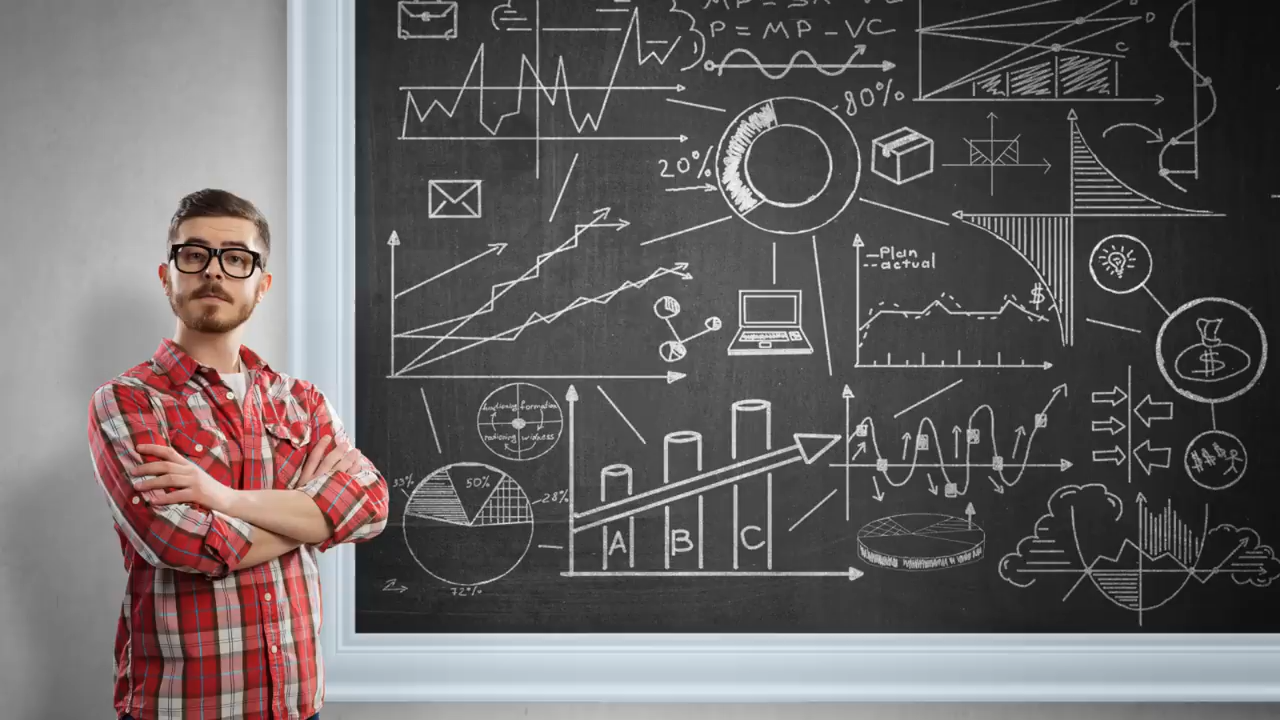 P = MP - VC
80%
20%
Plan
actual
$
$
33%
50%
28%
72%
A
B
C